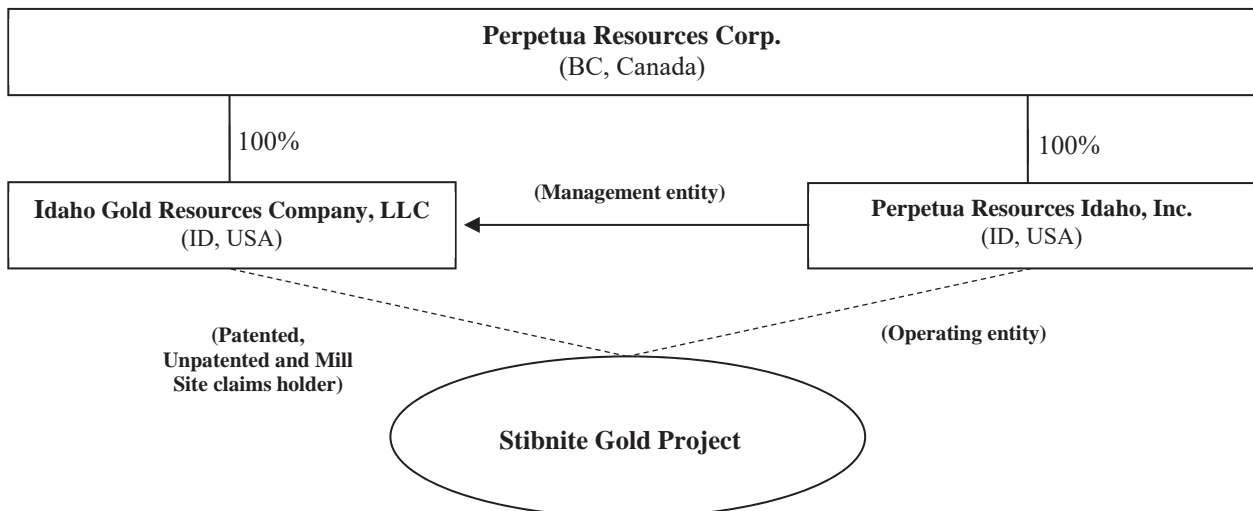 Perpetua Resources Corp.
(BC, Canada)
100%
100%
Idaho Gold Resources Company, LLC
(ID, USA)
(Management entity)
Perpetua Resources Idaho, Inc.
(ID, USA)
(Patented,
Unpatented and Mill
Site claims holder)
(Operating entity)
Stibnite Gold Project